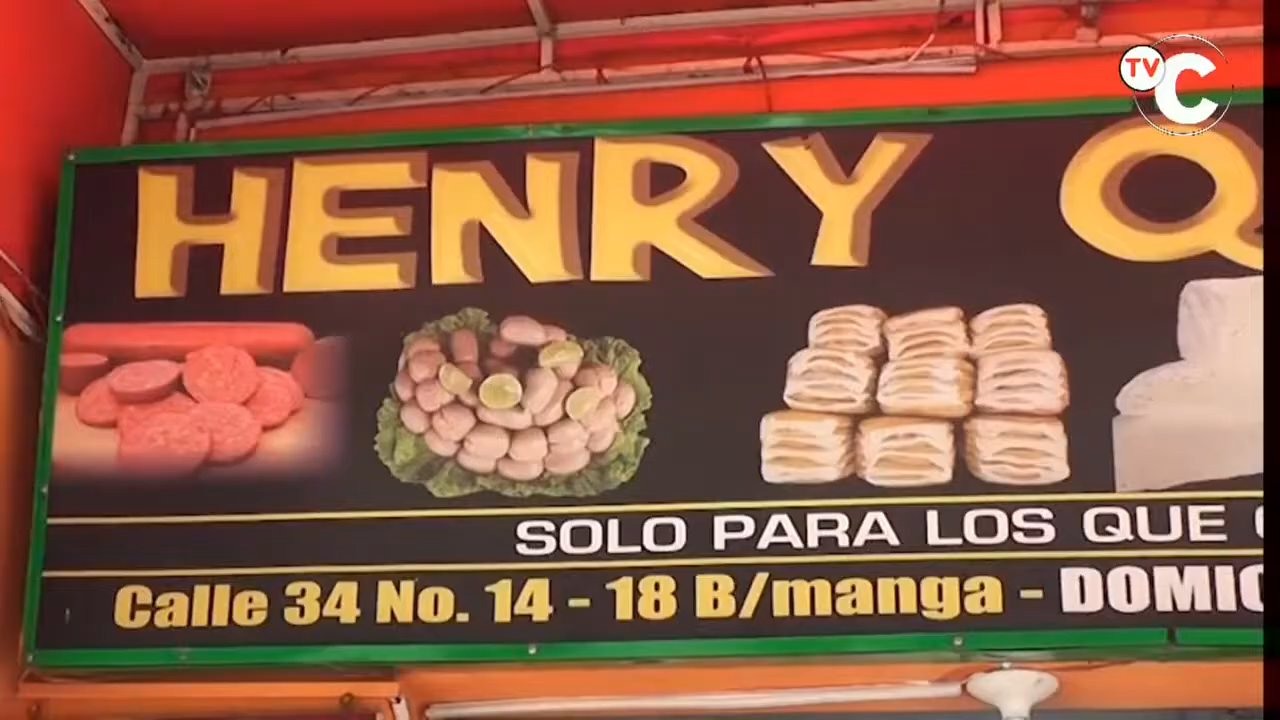 TV C
HENRY Q
SOLO PARA LOS QUE
Calle 34 No. 14 - 18 B/manga - DOMIC